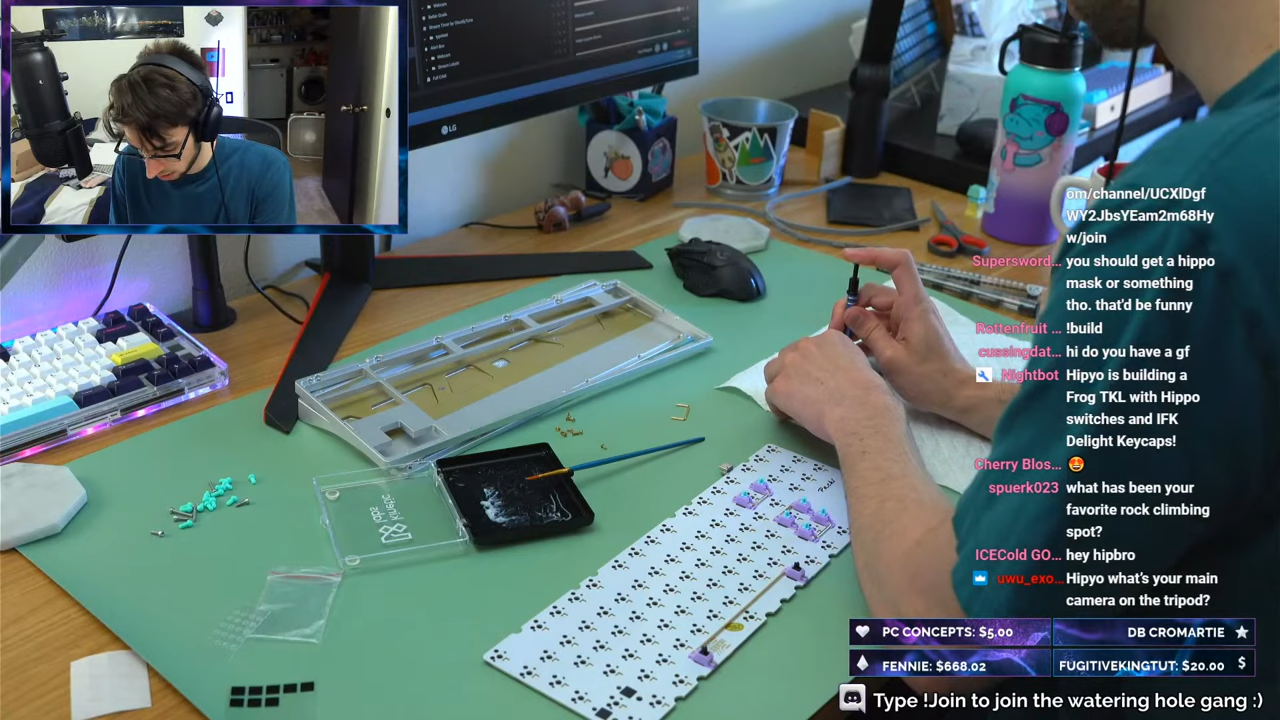 LG
om/channel/UCXlDgf
WY2JbsYEam2m68Hy
w/join
Supersword… you should get a hippo
mask or something
tho. that'd be funny
Rottenfruit … !build
cussingdat… hi do you have a gf
Nightbot Hipyo is building a
Frog TKL with Hippo
switches and IFK
Delight Keycaps!
Cherry Blos…
spuerk023 what has been your
favorite rock climbing
spot?
ICECold GO… hey hipbro
uwu_exo… Hipyo what's your main
camera on the tripod?
PC CONCEPTS: $5.00
DB CROMARTIE
FENNIE: $668.02
FUGITIVEKINGTUT: $20.00 $
Type !Join to join the watering hole gang :)